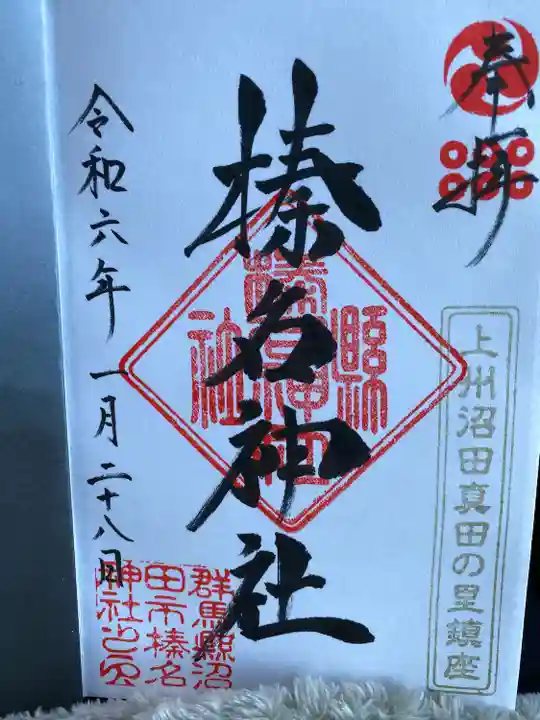 奉拝
上州沼田真田の里鎮座
榛名神社
群馬縣沼
田市榛名
神社之印
令和六年一月二十八日